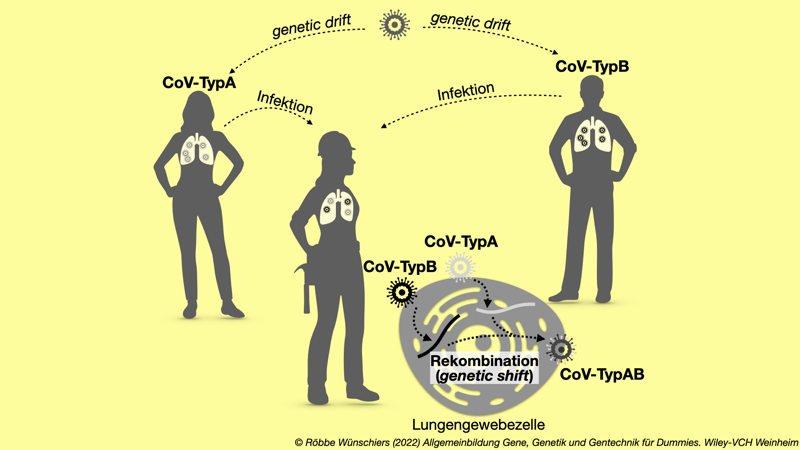 genetic drift
genetic drift
CoV-TypA
CoV-TypB
Infektion
Infektion
CoV-TypA
CoV-TypB
Rekombination
(genetic shift)
CoV-TypAB
Lungengewebezelle
© Röbbe Wünschiers (2022) Allgemeinbildung Gene, Genetik und Gentechnik für Dummies. Wiley-VCH Weinheim